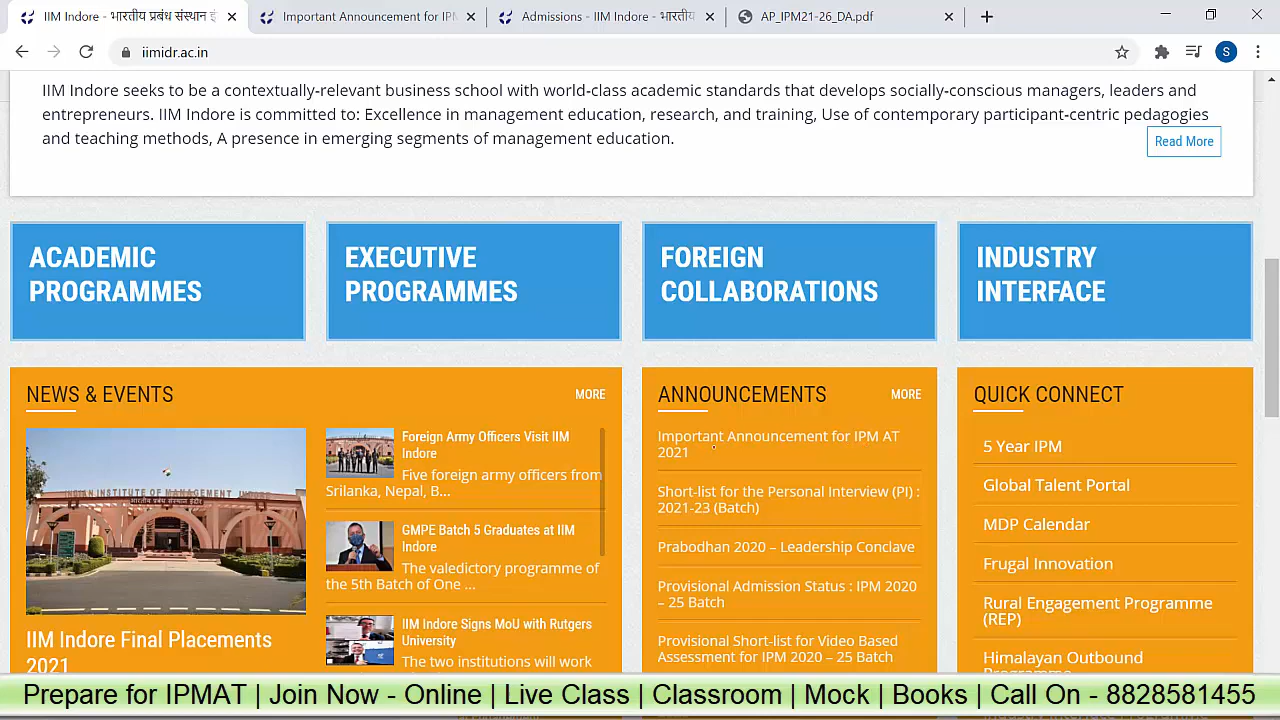 IIM Indore - भारतीय प्रबंध संस्थान इं
Important Announcement for IPM
Admissions - IIM Indore - भारतीय
AP_IPM21-26_DA.pdf
iimidr.ac.in
S
IIM Indore seeks to be a contextually-relevant business school with world-class academic standards that develops socially-conscious managers, leaders and
entrepreneurs. IIM Indore is committed to: Excellence in management education, research, and training, Use of contemporary participant-centric pedagogies
and teaching methods, A presence in emerging segments of management education.
Read More
ACADEMIC
PROGRAMMES
EXECUTIVE
PROGRAMMES
FOREIGN
COLLABORATIONS
INDUSTRY
INTERFACE
NEWS & EVENTS
MORE
INDIAN INSTITUTE OF MANAGEMENT INDORE
भारतीय प्रबंध संस्थान इंदौर
IIM Indore Final Placements
2021
Foreign Army Officers Visit IIM
Indore
Five foreign army officers from
Srilanka, Nepal, B...
GMPE Batch 5 Graduates at IIM
Indore
The valedictory programme of
the 5th Batch of One ...
IIM Indore Signs MoU with Rutgers
University
The two institutions will work
ANNOUNCEMENTS
MORE
Important Announcement for IPM AT
2021
Short-list for the Personal Interview (PI) :
2021-23 (Batch)
Prabodhan 2020 – Leadership Conclave
Provisional Admission Status : IPM 2020
– 25 Batch
Provisional Short-list for Video Based
Assessment for IPM 2020 – 25 Batch
QUICK CONNECT
5 Year IPM
Global Talent Portal
MDP Calendar
Frugal Innovation
Rural Engagement Programme
(REP)
Himalayan Outbound
Programme
Prepare for IPMAT | Join Now - Online | Live Class | Classroom | Mock | Books | Call On - 8828581455